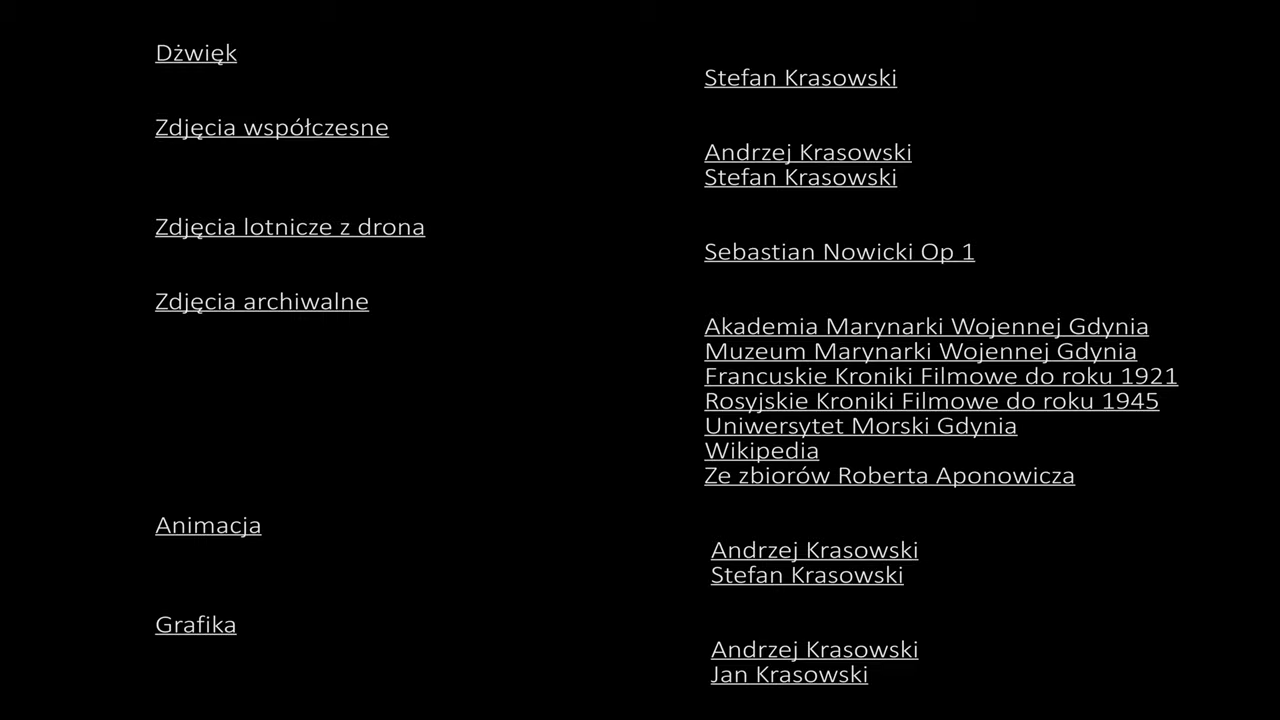 Dżwięk
Stefan Krasowski
Zdjęcia współczesne
Andrzej Krasowski
Stefan Krasowski
Zdjęcia lotnicze z drona
Sebastian Nowicki Op 1
Zdjęcia archiwalne
Akademia Marynarki Wojennej Gdynia
Muzeum Marynarki Wojennej Gdynia
Francuskie Kroniki Filmowe do roku 1921
Rosyjskie Kroniki Filmowe do roku 1945
Uniwersytet Morski Gdynia
Wikipedia
Ze zbiorów Roberta Aponowicza
Animacja
Andrzej Krasowski
Stefan Krasowski
Grafika
Andrzej Krasowski
Jan Krasowski